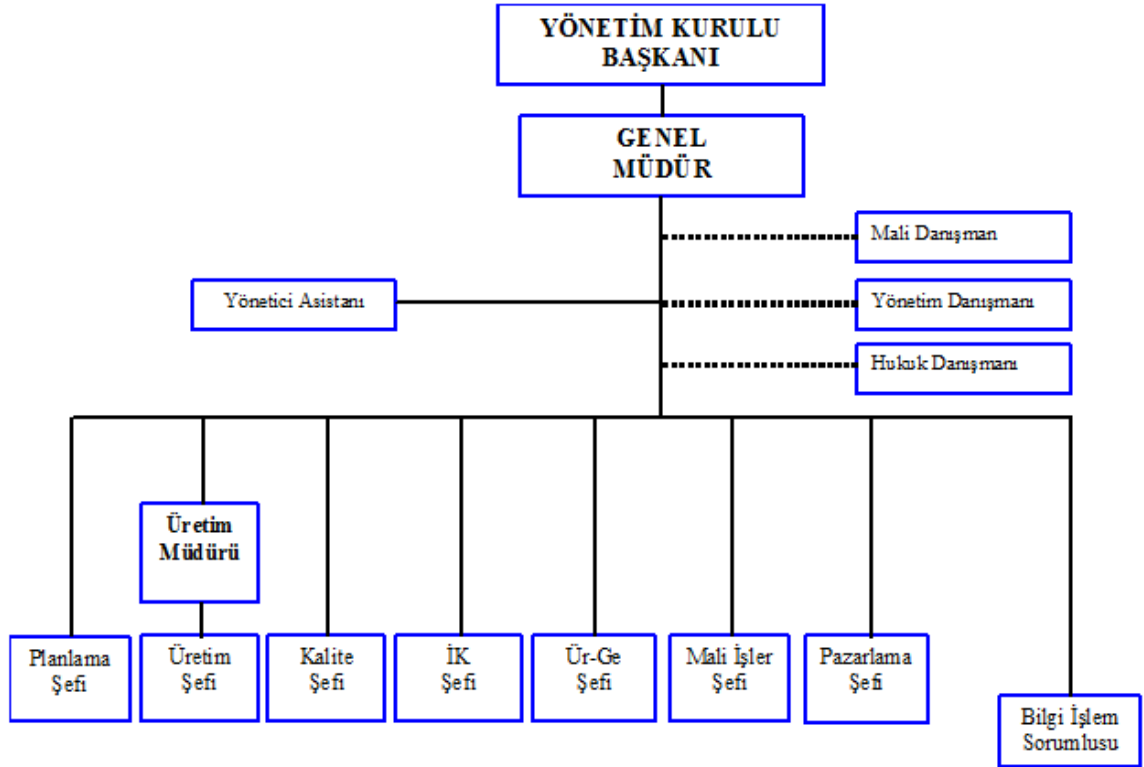 YÖNETİM KURULU
BAŞKANI
GENEL
MÜDÜR
Mali Danışman
Yönetici Asistanı
Yönetim Danışmanı
Hukuk Danışmanı
Üretim
Müdürü
Planlama
Şefi
Üretim
Şefi
Kalite
Şefi
İK
Şefi
Ür-Ge
Şefi
Mali İşler
Şefi
Pazarlama
Şefi
Bilgi İşlem
Sorumlusu